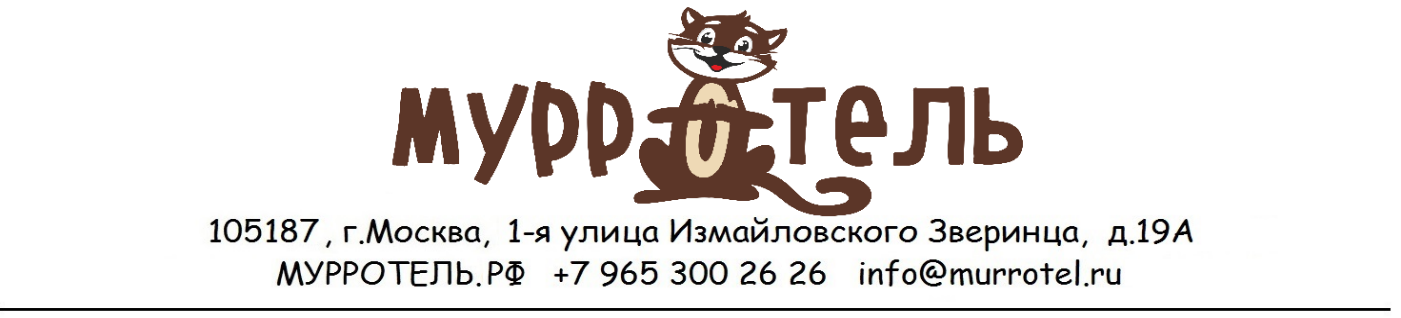 МУРРОТЕЛЬ
105187, г.Москва, 1-я улица Измайловского Зверинца, д.19А
МУРРОТЕЛЬ.РФ +7 965 300 26 26 info@murrotel.ru